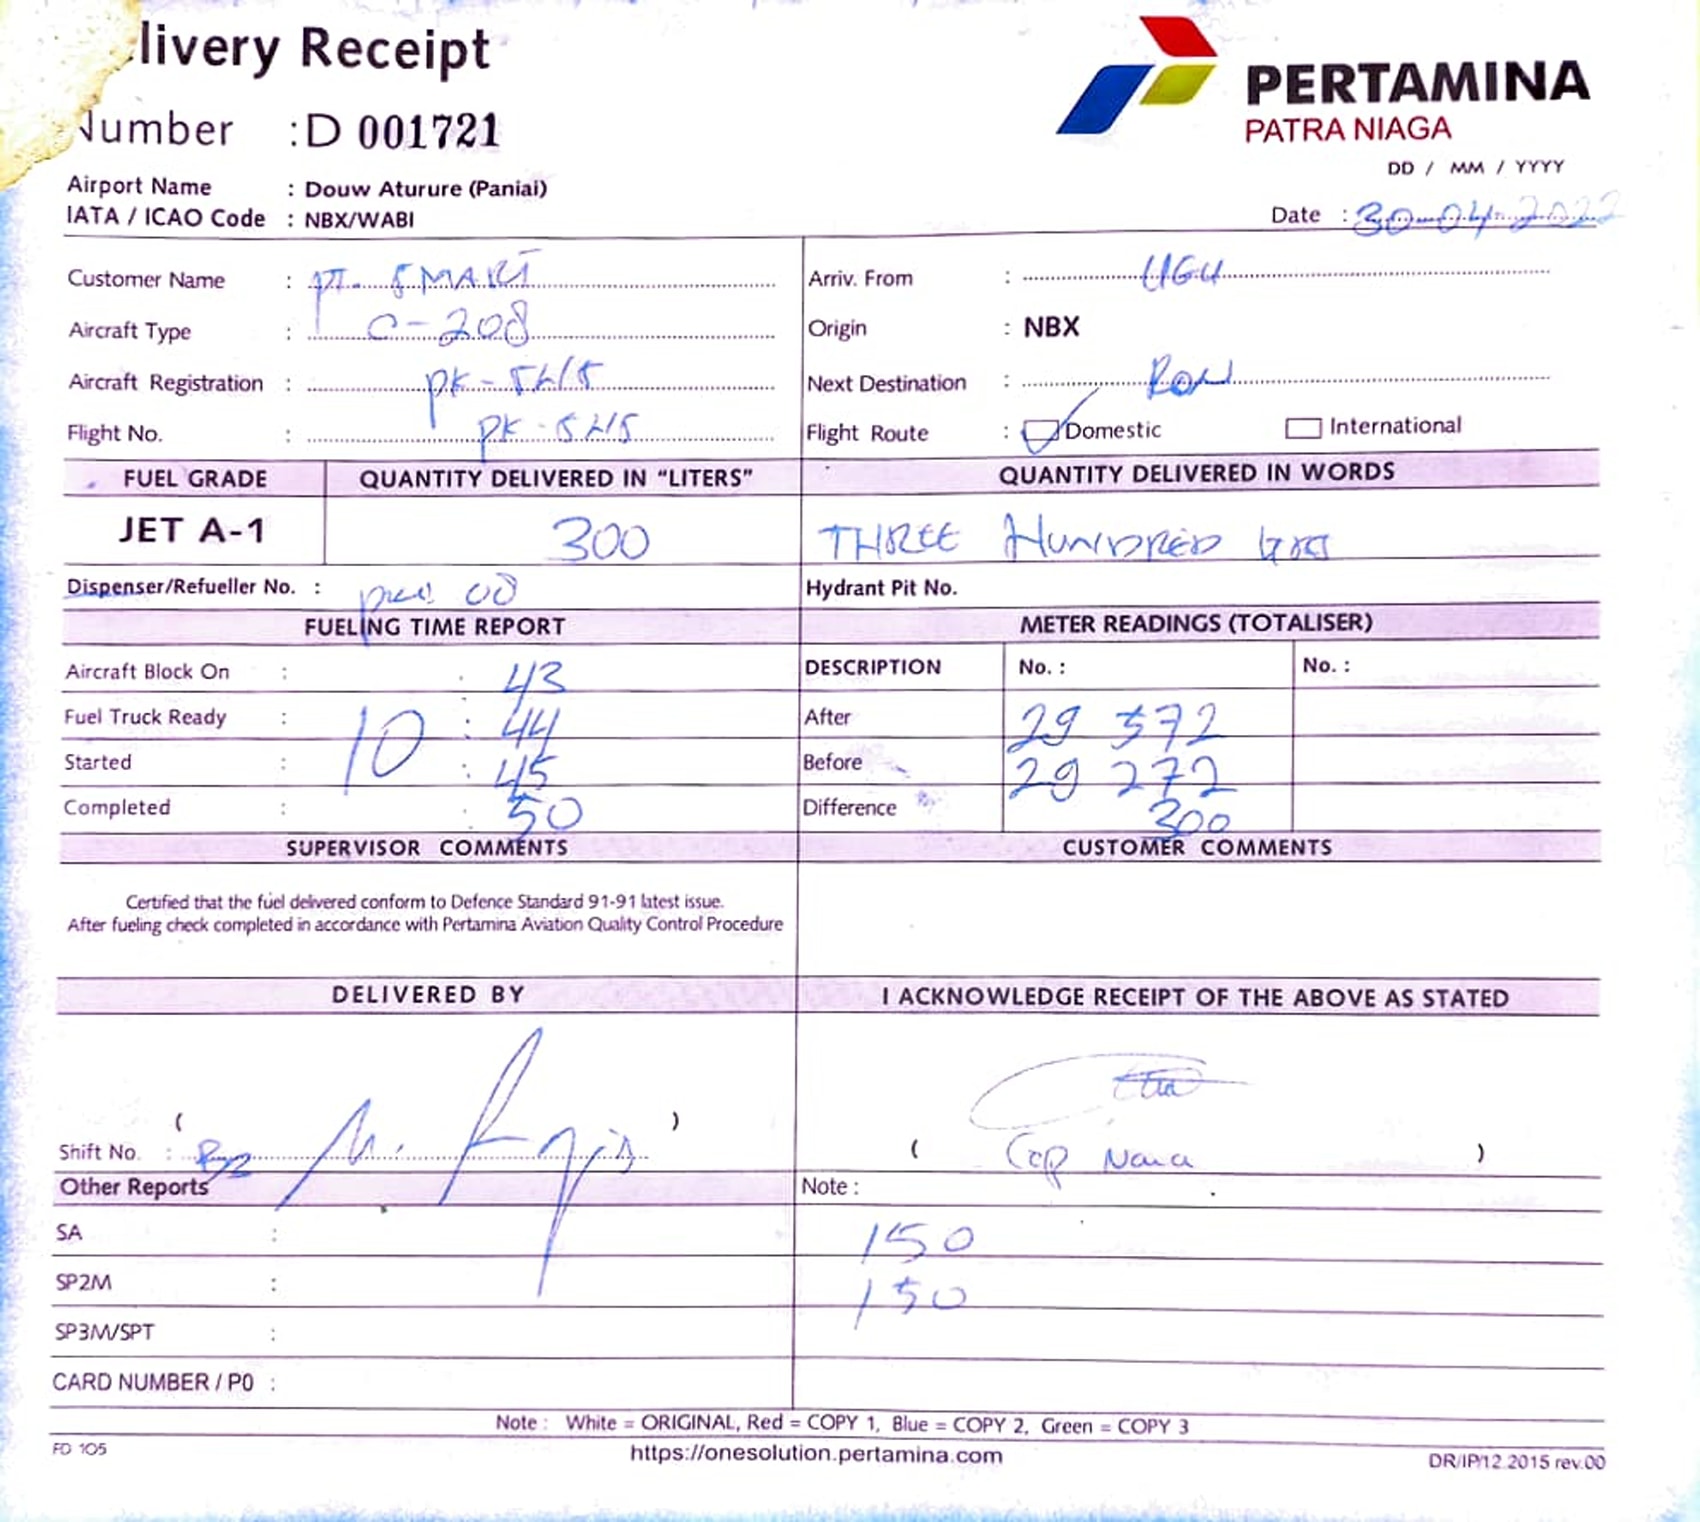 livery Receipt
Number : D 001721
PERTAMINA
PATRA NIAGA
DD / MM / YYYY
Airport Name : Douw Aturure (Paniai)
IATA / ICAO Code : NBX/WABI
Date : 30-04-2022
Customer Name : PT. SMART
Arriv. From : UGU
Aircraft Type : C-208
Origin : NBX
Aircraft Registration : PK-
Next Destination :
Flight No. : PK-
Flight Route : Domestic International
FUEL GRADE QUANTITY DELIVERED IN “LITERS” QUANTITY DELIVERED IN WORDS
JET A-1 300 THREE HUNDRED
Dispenser/Refueller No. : 08
Hydrant Pit No.
FUELING TIME REPORT METER READINGS (TOTALISER)
Aircraft Block On : : 43
DESCRIPTION No. : No. :
Fuel Truck Ready : 10 : 44
After 29 572
Started : : 45
Before 29 272
Completed : : 50
Difference 300
SUPERVISOR COMMENTS CUSTOMER COMMENTS
Certified that the fuel delivered conform to Defence Standard 91-91 latest issue.
After fueling check completed in accordance with Pertamina Aviation Quality Control Procedure
DELIVERED BY I ACKNOWLEDGE RECEIPT OF THE ABOVE AS STATED
( )
Shift No. :
( Cap Nana )
Other Reports Note :
SA : 150
SP2M : 150
SP3M/SPT :
CARD NUMBER / P0 :
Note : White = ORIGINAL, Red = COPY 1, Blue = COPY 2, Green = COPY 3
FD 105 https://onesolution.pertamina.com DR/IP/12.2015 rev.00